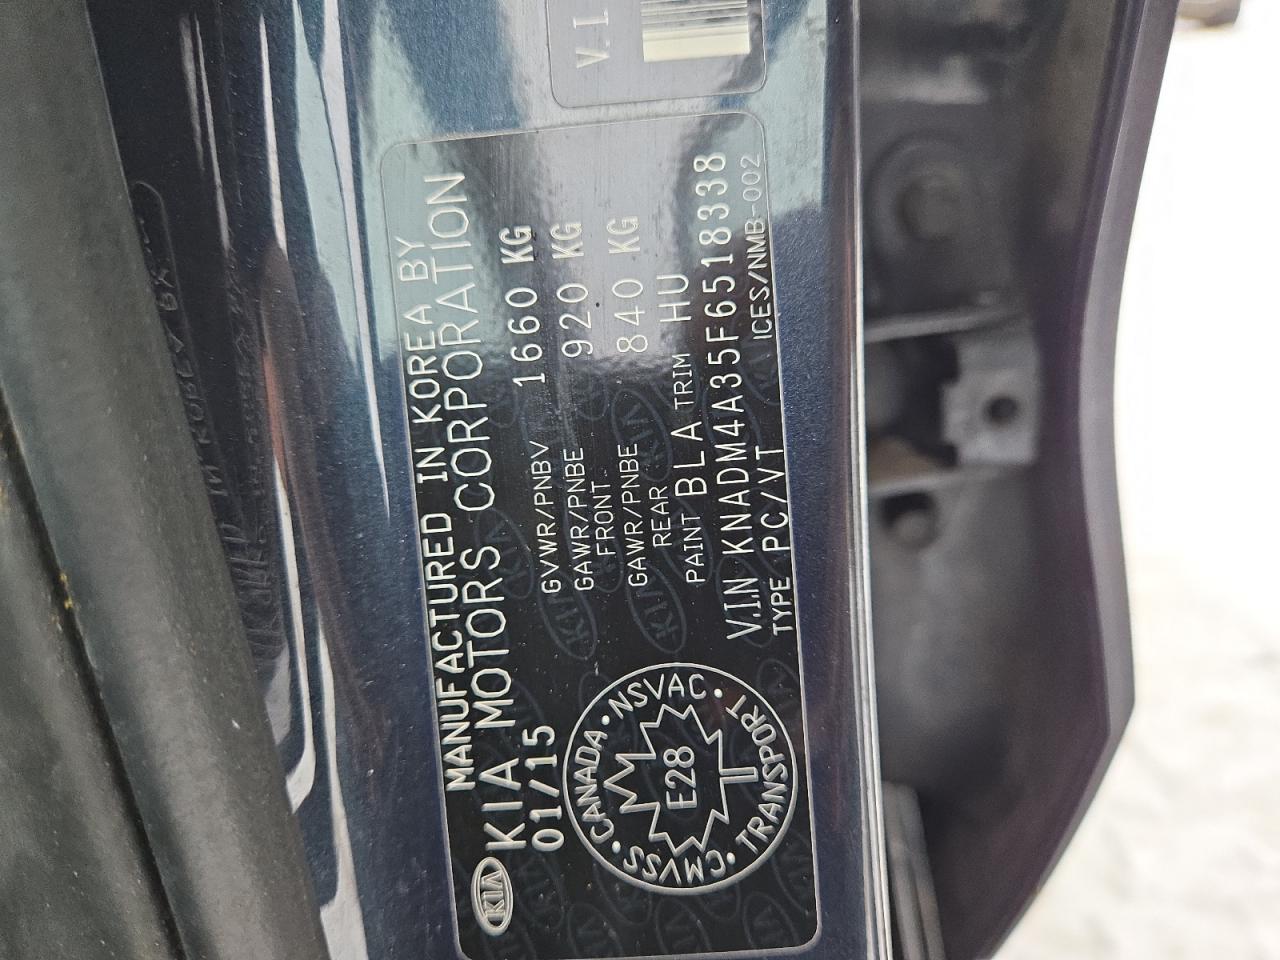 V.I
MANUFACTURED IN KOREA BY
KIA KIA MOTORS CORPORATION
01/15
GVWR/PNBV 1660 KG
GAWR/PNBE FRONT 920 KG
GAWR/PNBE REAR 840 KG
PAINT BLA TRIM HU
V.I.N KNADM4A35F6518338
TYPE PC/VT ICES/NMB-002
CANADA • NSVAC • TRANSPORT • CMVSS •
E28